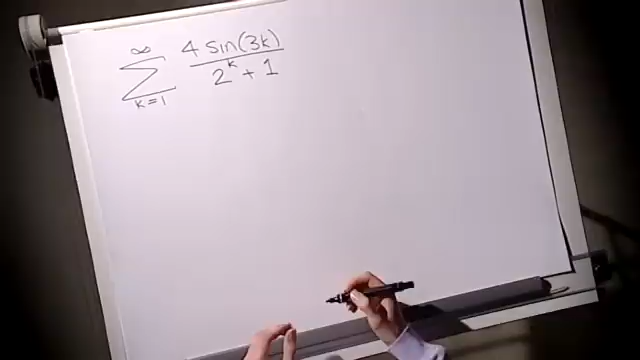 ∞ 4 sin(3k)
Σ 2^k + 1
k=1